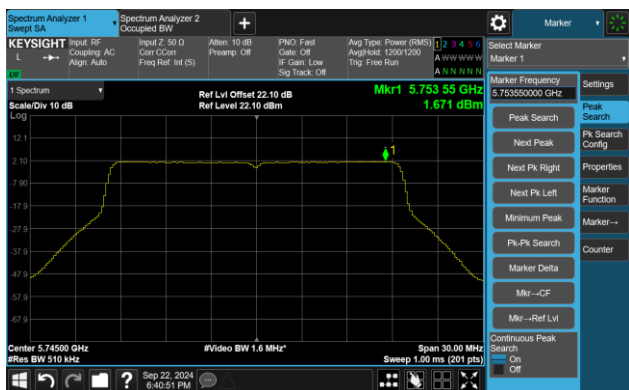 Spectrum Analyzer 1
Swept SA
Spectrum Analyzer 2
Occupied BW
+
Marker
KEYSIGHT
L
LXI
Input: RF
Coupling: AC
Align: Auto
Input Z: 50 Ω
Corr CCorr
Freq Ref: Int (S)
Atten: 10 dB
Preamp: Off
PNO: Fast
Gate: Off
IF Gain: Low
Sig Track: Off
Avg Type: Power (RMS)
Avg|Hold: 1200/1200
Trig: Free Run
1 2 3 4 5 6
A W W W W W
A N N N N N
Select Marker
Marker 1
1 Spectrum
Scale/Div 10 dB
Log
Ref Lvl Offset 22.10 dB
Ref Level 22.10 dBm
Mkr1 5.753 55 GHz
1.671 dBm
12.1
2.10
-7.90
-17.9
-27.9
-37.9
-47.9
-57.9
-67.9
1
Center 5.74500 GHz
#Res BW 510 kHz
#Video BW 1.6 MHz*
Span 30.00 MHz
Sweep 1.00 ms (201 pts)
Marker Frequency
5.753550000 GHz
Peak Search
Next Peak
Next Pk Right
Next Pk Left
Minimum Peak
Pk-Pk Search
Marker Delta
Mkr→CF
Mkr→Ref Lvl
Continuous Peak
Search
On
Off
Settings
Peak
Search
Pk Search
Config
Properties
Marker
Function
Marker→
Counter
?
Sep 22, 2024
6:40:51 PM